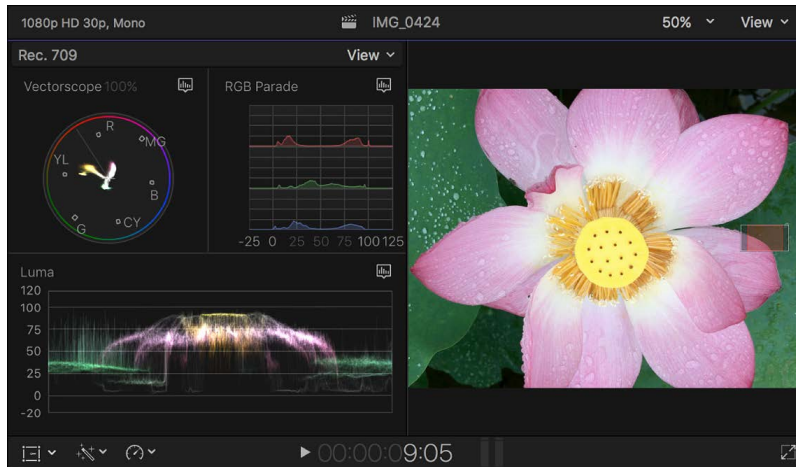 1080p HD 30p, Mono
IMG_0424
50%
View
Rec. 709
View
Vectorscope 100%
R
MG
YL
B
G
CY
RGB Parade
-25 0 25 50 75 100 125
Luma
120
100
75
50
25
0
-20
00:00:09:05